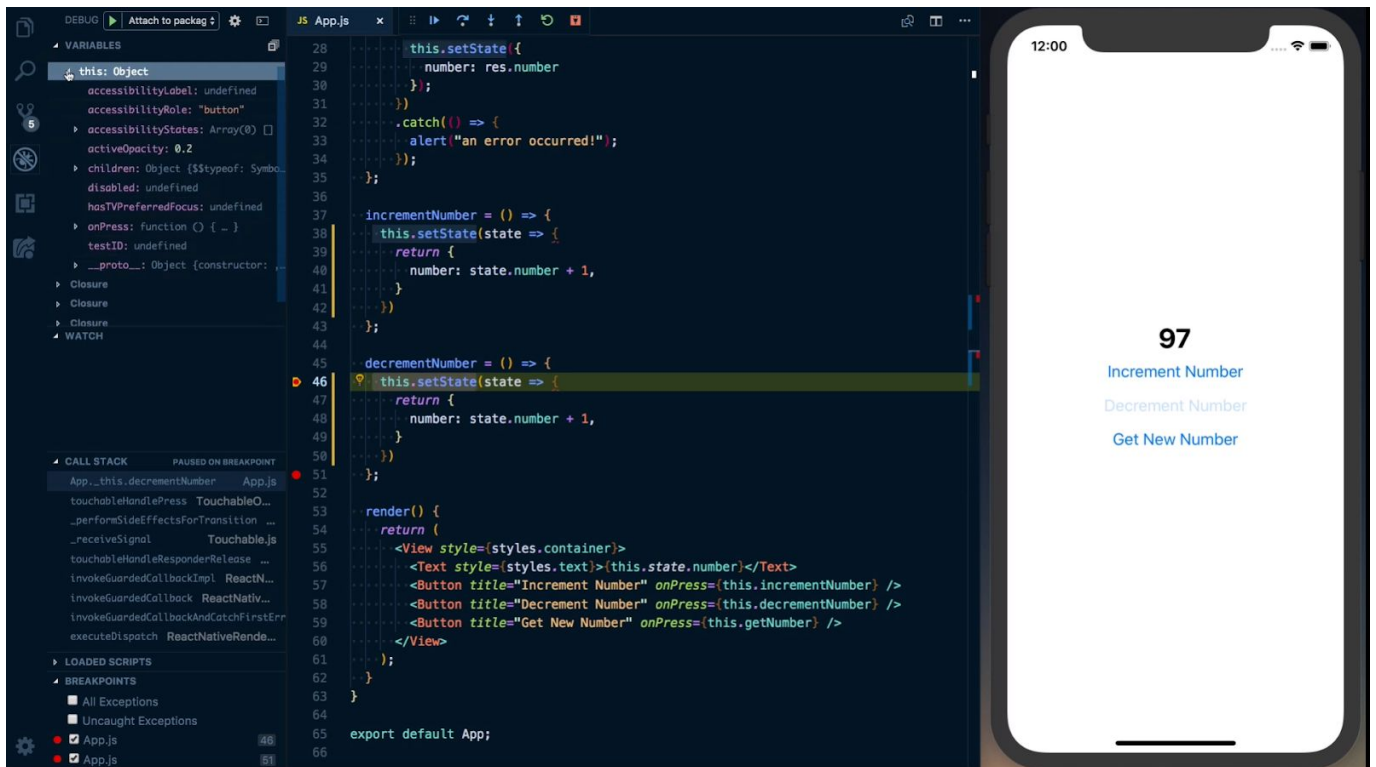 DEBUG Attach to packag
VARIABLES
this: Object
accessibilityLabel: undefined
accessibilityRole: "button"
accessibilityStates: Array(0) []
activeOpacity: 0.2
children: Object {$$typeof: Symbo…
disabled: undefined
hasTVPreferredFocus: undefined
onPress: function () { … }
testID: undefined
__proto__: Object {constructor: ,…
Closure
Closure
Closure
WATCH
CALL STACK PAUSED ON BREAKPOINT
App._this.decrementNumber App.js
touchableHandlePress TouchableO...
_performSideEffectsForTransition ...
_receiveSignal Touchable.js
touchableHandleResponderRelease ...
invokeGuardedCallbackImpl ReactN...
invokeGuardedCallback ReactNativ...
invokeGuardedCallbackAndCatchFirstErr
executeDispatch ReactNativeRende...
LOADED SCRIPTS
BREAKPOINTS
All Exceptions
Uncaught Exceptions
App.js 46
App.js 51
5
JS App.js ×
28 this.setState({
29 number: res.number
30 });
31 })
32 .catch(() => {
33 alert("an error occurred!");
34 });
35 };
36
37 incrementNumber = () => {
38 this.setState(state => {
39 return {
40 number: state.number + 1,
41 }
42 })
43 };
44
45 decrementNumber = () => {
46 this.setState(state => {
47 return {
48 number: state.number + 1,
49 }
50 })
51 };
52
53 render() {
54 return (
55 <View style={styles.container}>
56 <Text style={styles.text}>{this.state.number}</Text>
57 <Button title="Increment Number" onPress={this.incrementNumber} />
58 <Button title="Decrement Number" onPress={this.decrementNumber} />
59 <Button title="Get New Number" onPress={this.getNumber} />
60 </View>
61 );
62 }
63 }
64
65 export default App;
66
12:00
97
Increment Number
Decrement Number
Get New Number